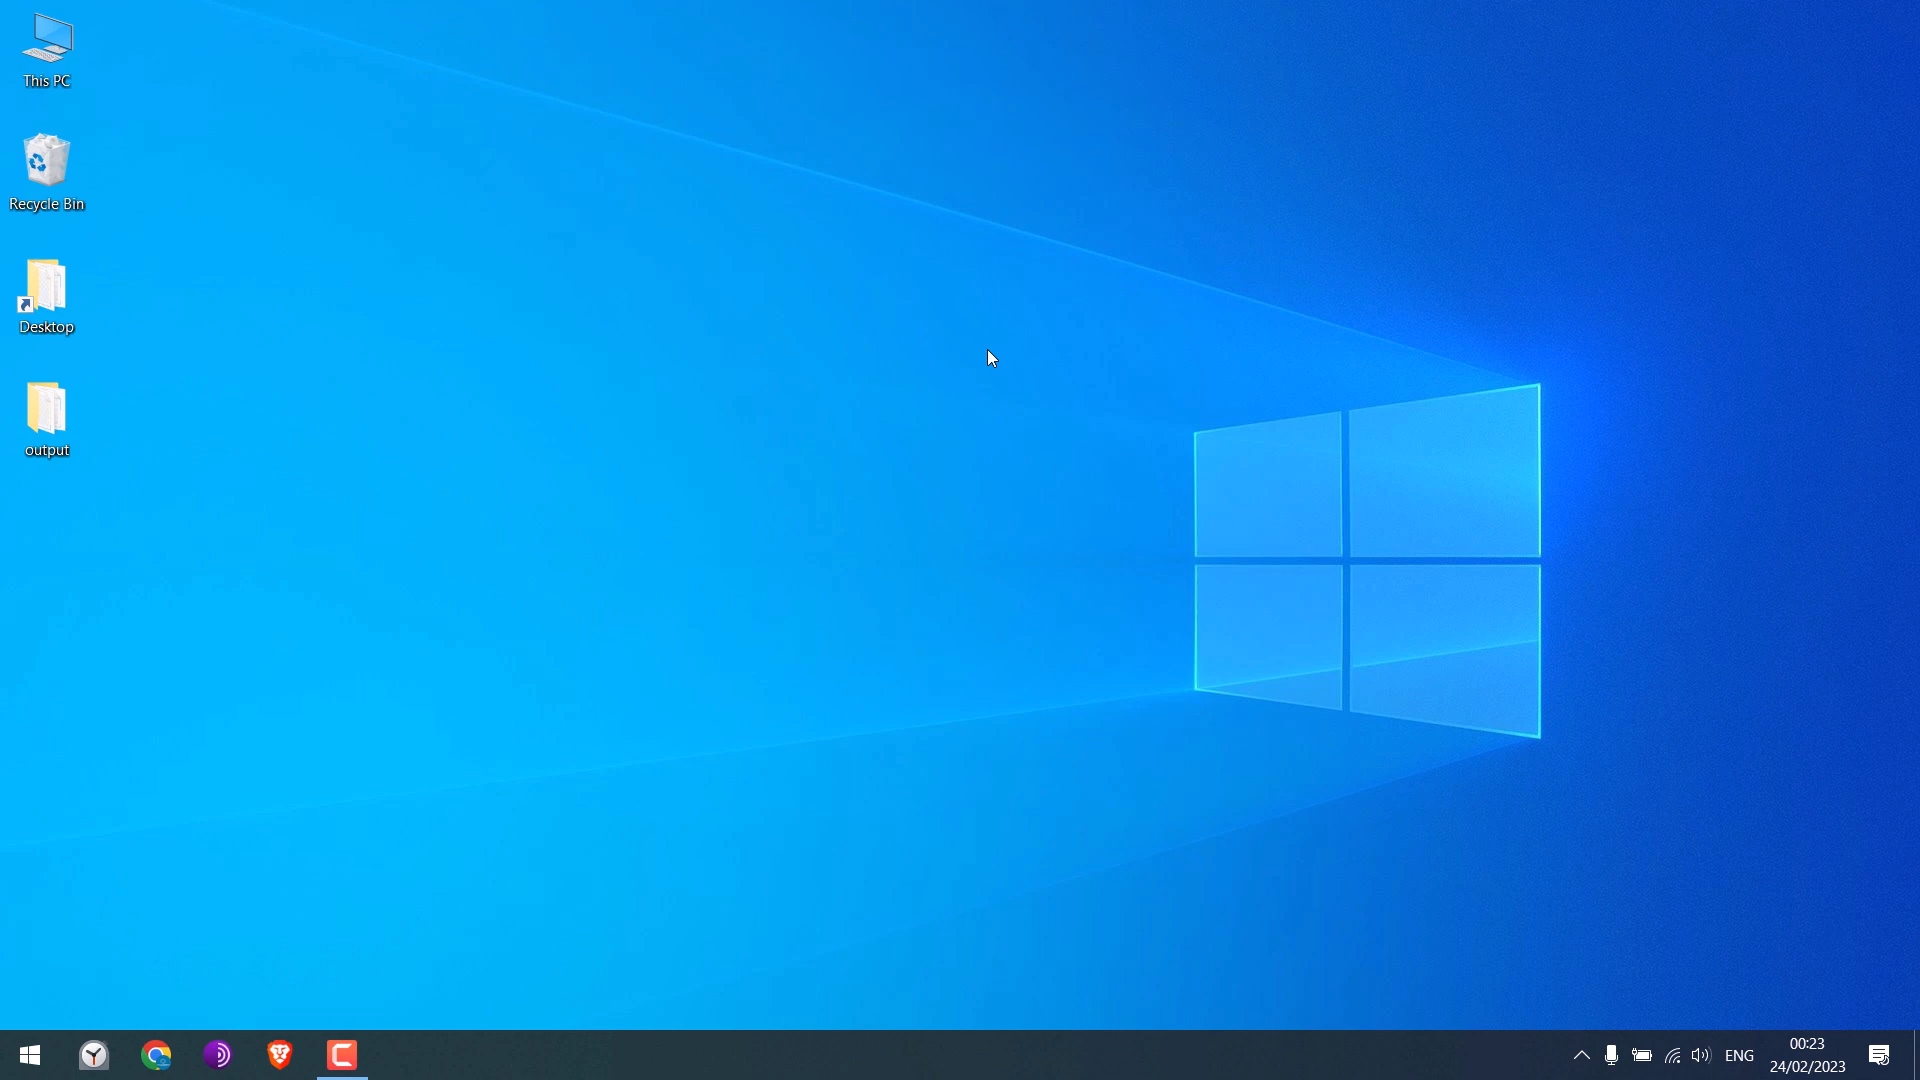 This PC
Recycle Bin
Desktop
output
ENG
00:23
24/02/2023